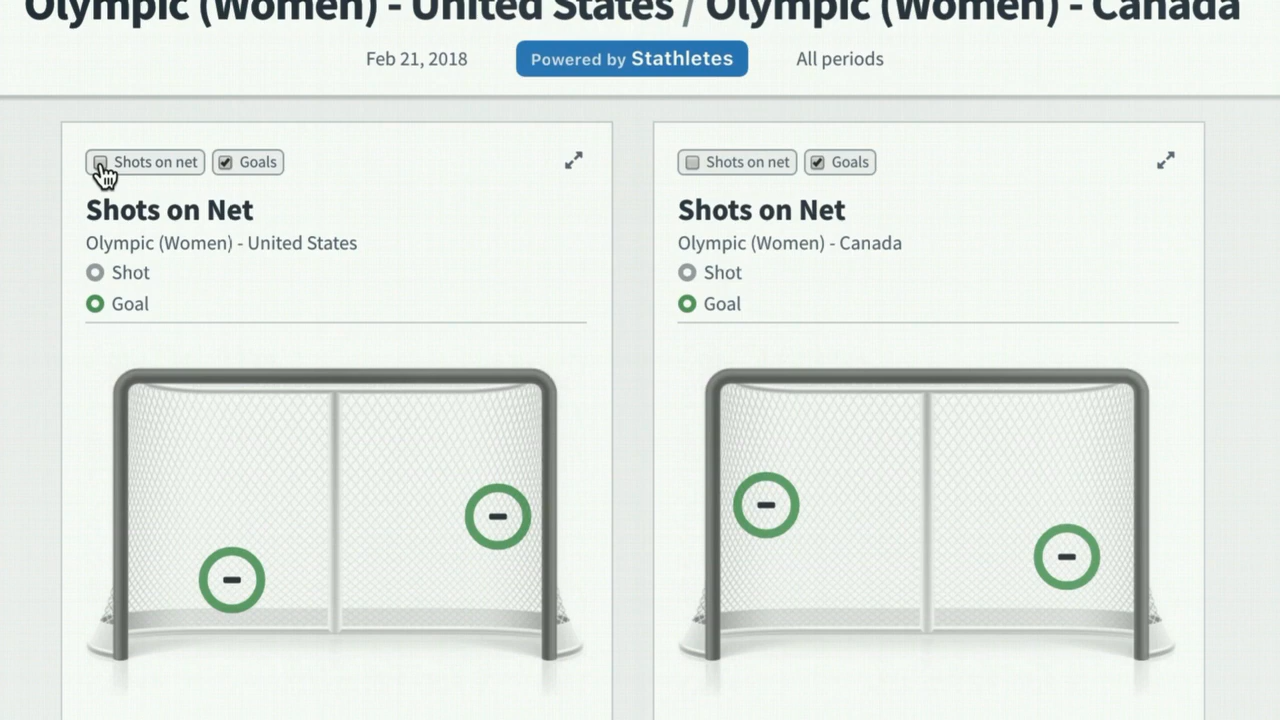 Olympic (Women) - United States / Olympic (Women) - Canada
Feb 21, 2018
Powered by Stathletes
All periods
Shots on net
Goals
Shots on Net
Olympic (Women) - United States
Shot
Goal
Shots on net
Goals
Shots on Net
Olympic (Women) - Canada
Shot
Goal